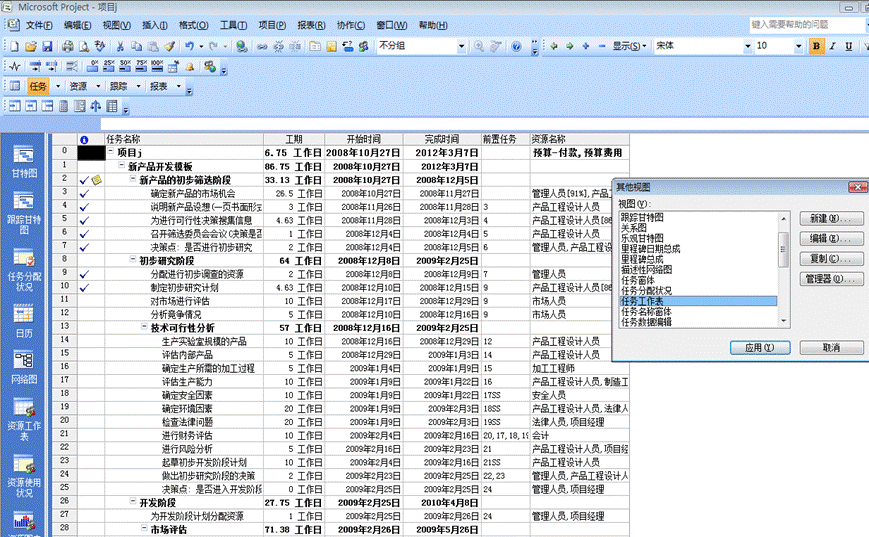 Microsoft Project - 项目j
文件(F) 编辑(E) 视图(V) 插入(I) 格式(O) 工具(T) 项目(P) 报表(R) 协作(C) 窗口(W) 帮助(H) 键入需要帮助的问题
不分组 显示(S) 宋体 10 B I U
0% 25% 50% 75% 100%
任务 资源 跟踪 报表
甘特图
跟踪甘特图
任务分配状况
日历
网络图
资源工作表
资源使用状况
任务名称 工期 开始时间 完成时间 前置任务 资源名称
0 项目j 6.75 工作日 2008年10月27日 2012年3月7日 预算-付款,预算费用
1 新产品开发模板 86.75 工作日 2008年10月27日 2012年3月7日
2 新产品的初步筛选阶段 33.13 工作日 2008年10月27日 2008年12月5日
3 确定新产品的市场机会 26.5 工作日 2008年10月27日 2008年11月27日 管理人员[91%],产品
4 说明新产品设想(一页书面形式 3 工作日 2008年11月26日 2008年11月28日 3 产品工程设计人员
5 为进行可行性决策搜集信息 4.63 工作日 2008年11月28日 2008年12月3日 4 产品工程设计人员[86
6 召开筛选委员会会议(决策是否 1 工作日 2008年12月3日 2008年12月4日 5 产品工程设计人员
7 决策点: 是否进行初步研究 2 工作日 2008年12月4日 2008年12月5日 6 管理人员,产品工程设
8 初步研究阶段 64 工作日 2008年12月8日 2009年2月25日
9 分配进行初步调查的资源 2 工作日 2008年12月8日 2008年12月9日 7 管理人员
10 制定初步研究计划 4.63 工作日 2008年12月10日 2008年12月15日 9 产品工程设计人员[86
11 对市场进行评估 10 工作日 2008年12月17日 2008年12月29日 9 市场人员
12 分析竞争情况 5 工作日 2008年12月10日 2008年12月16日 9 市场人员
13 技术可行性分析 57 工作日 2008年12月16日 2009年2月25日
14 生产实验室规模的产品 10 工作日 2008年12月16日 2008年12月29日 12 产品工程设计人员
15 评估内部产品 5 工作日 2008年12月29日 2009年1月3日 14 产品工程设计人员
16 确定生产所需的加工过程 5 工作日 2009年1月4日 2009年1月9日 15 加工工程师
17 评估生产能力 10 工作日 2009年1月9日 2009年1月22日 16 产品工程设计人员,制造工
18 确定安全因素 10 工作日 2009年1月9日 2009年1月22日 17SS 安全人员
19 确定环境因素 20 工作日 2009年1月9日 2009年2月3日 18SS 产品工程设计人员,法律人
20 检查法律问题 20 工作日 2009年1月9日 2009年2月3日 19SS 法律人员,项目经理
21 进行财务评估 10 工作日 2009年2月4日 2009年2月16日 20,17,18,19 会计
22 进行风险分析 5 工作日 2009年2月16日 2009年2月23日 21 产品工程设计人员,项目经
23 起草初步开发阶段计划 10 工作日 2009年2月4日 2009年2月16日 21SS 产品工程设计人员
24 做出初步研究阶段的决策 2 工作日 2009年2月23日 2009年2月25日 22,23 管理人员,产品工程设计人
25 决策点: 是否进入开发阶段 0 工作日 2009年2月25日 2009年2月25日 24 管理人员,项目经理
26 开发阶段 27.75 工作日 2009年2月25日 2010年4月8日
27 为开发阶段计划分配资源 1 工作日 2009年2月25日 2009年2月26日 24 管理人员,项目经理
28 市场评估 71.38 工作日 2009年2月26日 2009年5月26日
其他视图
视图(V):
跟踪甘特图
关系图
乐观甘特图
里程碑日期总成
里程碑总成
描述性网络图
任务窗体
任务分配状况
任务工作表
任务名称窗体
任务数据编辑
新建(N)...
编辑(E)...
复制(C)...
管理器(O)...
应用(Y) 取消